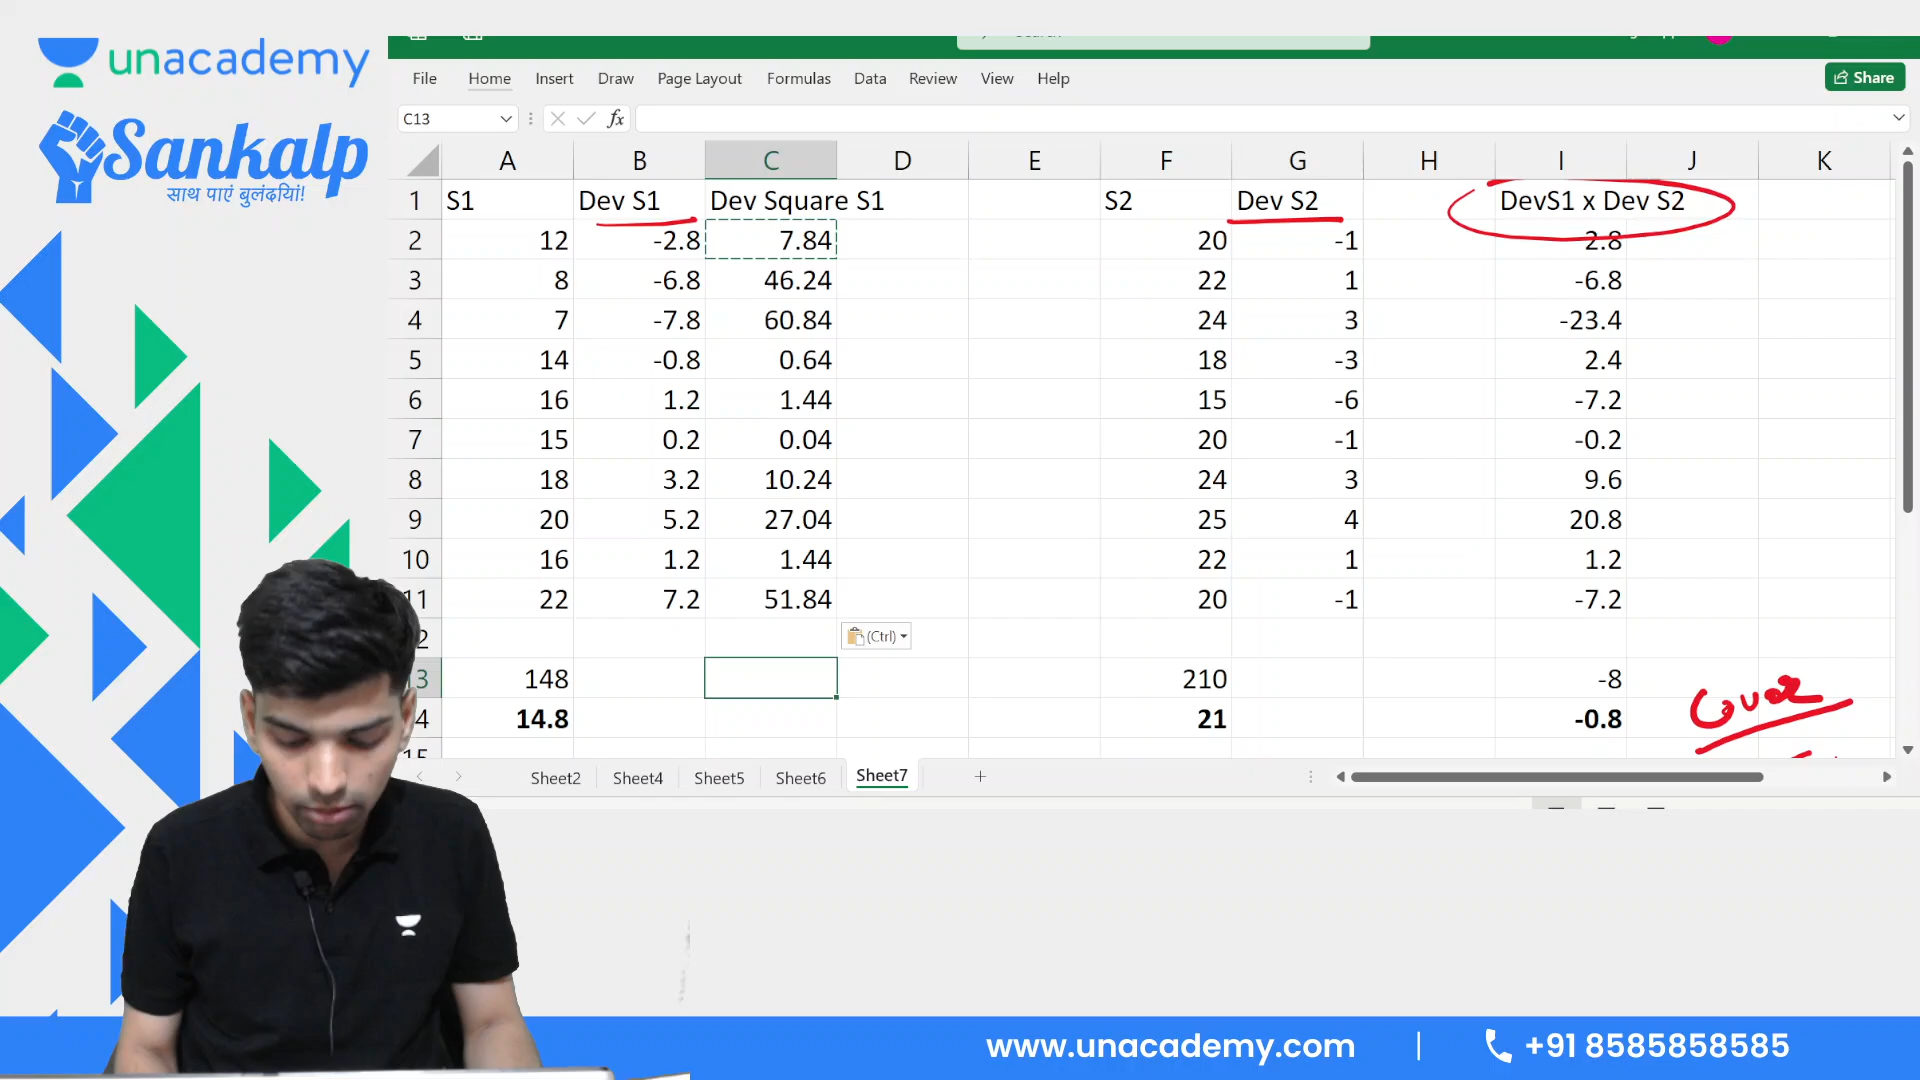 unacademy
Sankalp
साथ पाएं बुलंदियां!
File Home Insert Draw Page Layout Formulas Data Review View Help Share
C13 fx
A B C D E F G H I J K
1 S1 Dev S1 Dev Square S1 S2 Dev S2 DevS1 x Dev S2
2 12 -2.8 7.84 20 -1 2.8
3 8 -6.8 46.24 22 1 -6.8
4 7 -7.8 60.84 24 3 -23.4
5 14 -0.8 0.64 18 -3 2.4
6 16 1.2 1.44 15 -6 -7.2
7 15 0.2 0.04 20 -1 -0.2
8 18 3.2 10.24 24 3 9.6
9 20 5.2 27.04 25 4 20.8
10 16 1.2 1.44 22 1 1.2
11 22 7.2 51.84 20 -1 -7.2
2 (Ctrl)
3 148 210 -8
4 14.8 21 -0.8
15
Sheet2 Sheet4 Sheet5 Sheet6 Sheet7 +
www.unacademy.com | +91 8585858585